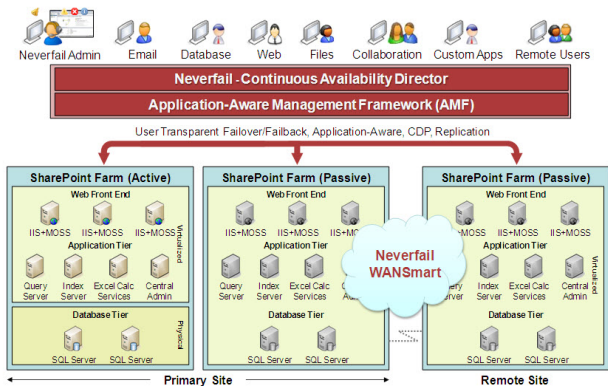 Neverfail Admin Email Database Web Files Collaboration Custom Apps Remote Users
Neverfail - Continuous Availability Director
Application-Aware Management Framework (AMF)
User Transparent Failover/Failback, Application-Aware, CDP, Replication
SharePoint Farm (Active)
Web Front End
IIS+MOSS IIS+MOSS IIS+MOSS
Application Tier
Query Server
Index Server
Excel Calc Services
Central Admin
Virtualized
Database Tier
SQL Server SQL Server
Physical
SharePoint Farm (Passive)
Web Front End
IIS+MOSS IIS+MOSS IIS+MOSS
Application Tier
Query Server
Index Server
Excel Calc Services
Database Tier
SQL Server SQL Server
Neverfail
WANSmart
SharePoint Farm (Passive)
Web Front End
IIS+MOSS IIS+MOSS IIS+MOSS
Application Tier
Server
Index Server
Excel Calc Services
Central Admin
Virtualized
Database Tier
SQL Server SQL Server
Primary Site
Remote Site